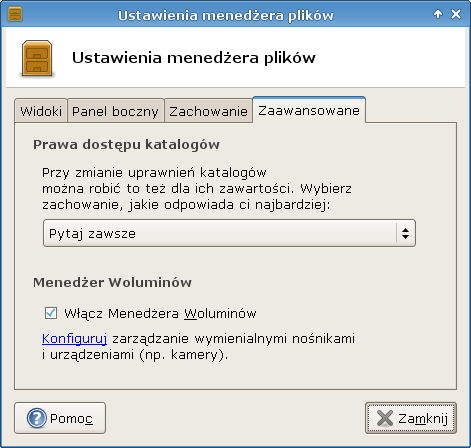 Ustawienia menedżera plików
Ustawienia menedżera plików
Widoki
Panel boczny
Zachowanie
Zaawansowane
Prawa dostępu katalogów
Przy zmianie uprawnień katalogów
można robić to też dla ich zawartości. Wybierz
zachowanie, jakie odpowiada ci najbardziej:
Pytaj zawsze
Menedżer Woluminów
Włącz Menedżera Woluminów
Konfiguruj zarządzanie wymienialnymi nośnikami
i urządzeniami (np. kamery).
Pomoc
Zamknij